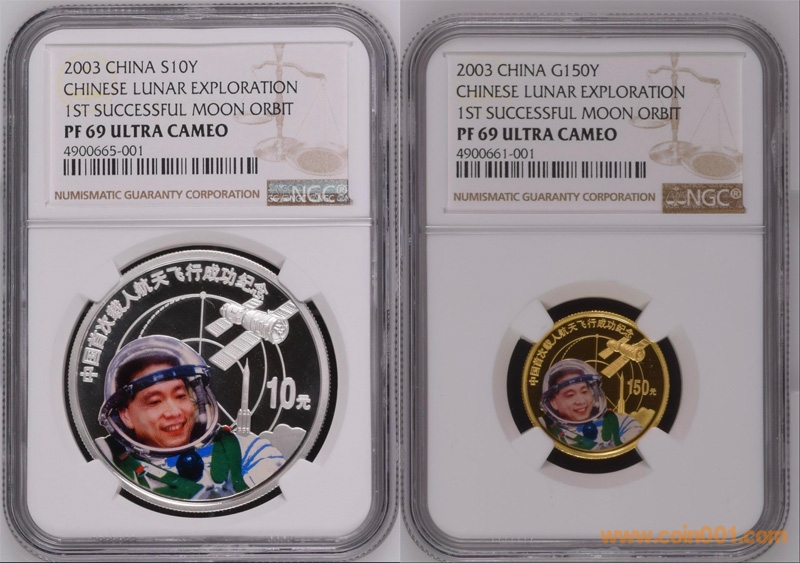 2003 CHINA S10Y
CHINESE LUNAR EXPLORATION
1ST SUCCESSFUL MOON ORBIT
PF 69 ULTRA CAMEO
4900665-001
NUMISMATIC GUARANTY CORPORATION
NGC®
中国首次载人航天飞行成功纪念
10元
2003 CHINA G150Y
CHINESE LUNAR EXPLORATION
1ST SUCCESSFUL MOON ORBIT
PF 69 ULTRA CAMEO
4900661-001
NUMISMATIC GUARANTY CORPORATION
NGC®
中国首次载人航天飞行成功纪念
150元
www.coin001.com